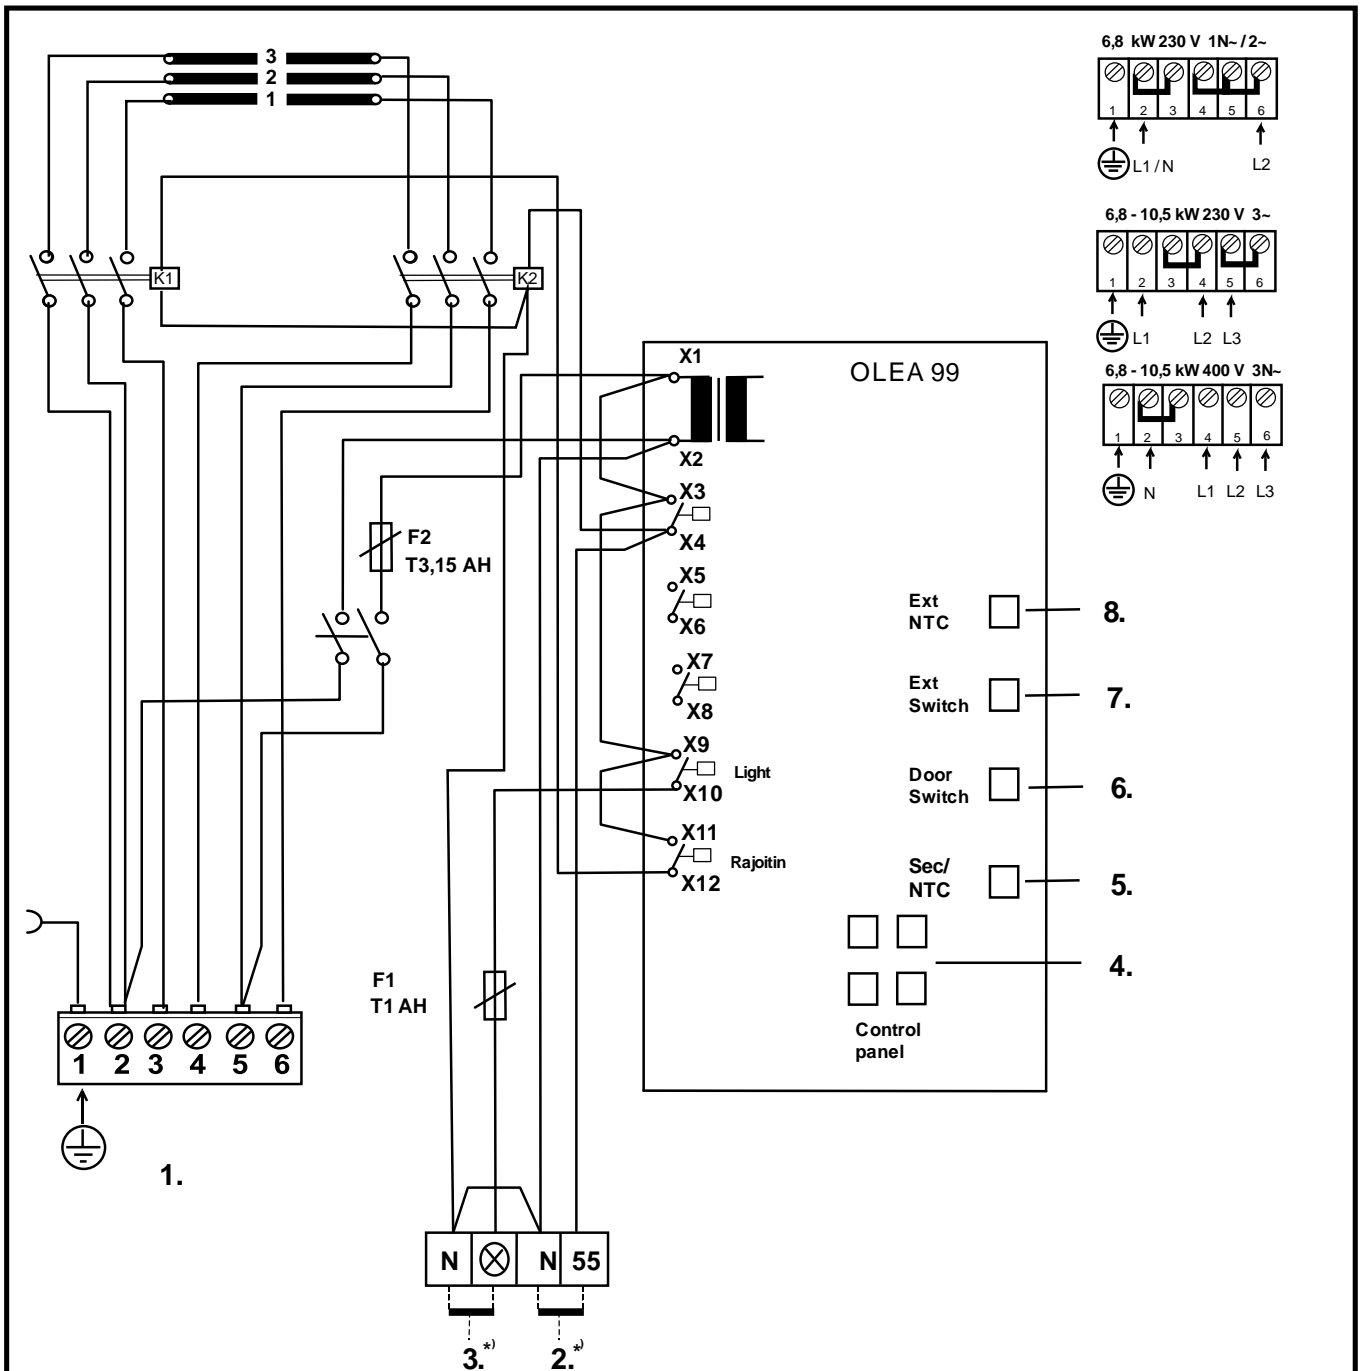 3
2
1
K1
K2
6,8 kW 230 V 1N~ / 2~
1 2 3 4 5 6
L1 / N
L2
6,8 - 10,5 kW 230 V 3~
1 2 3 4 5 6
L1 L2 L3
6,8 - 10,5 kW 400 V 3N~
1 2 3 4 5 6
N L1 L2 L3
OLEA 99
X1
X2
X3
X4
X5
X6
X7
X8
X9
Light
X10
X11
Rajoitin
X12
F2
T3,15 AH
Ext
NTC
8.
Ext
Switch
7.
Door
Switch
6.
Sec/
NTC
5.
4.
Control
panel
F1
T1 AH
1 2 3 4 5 6
1.
N N 55
3.*)
2.*)